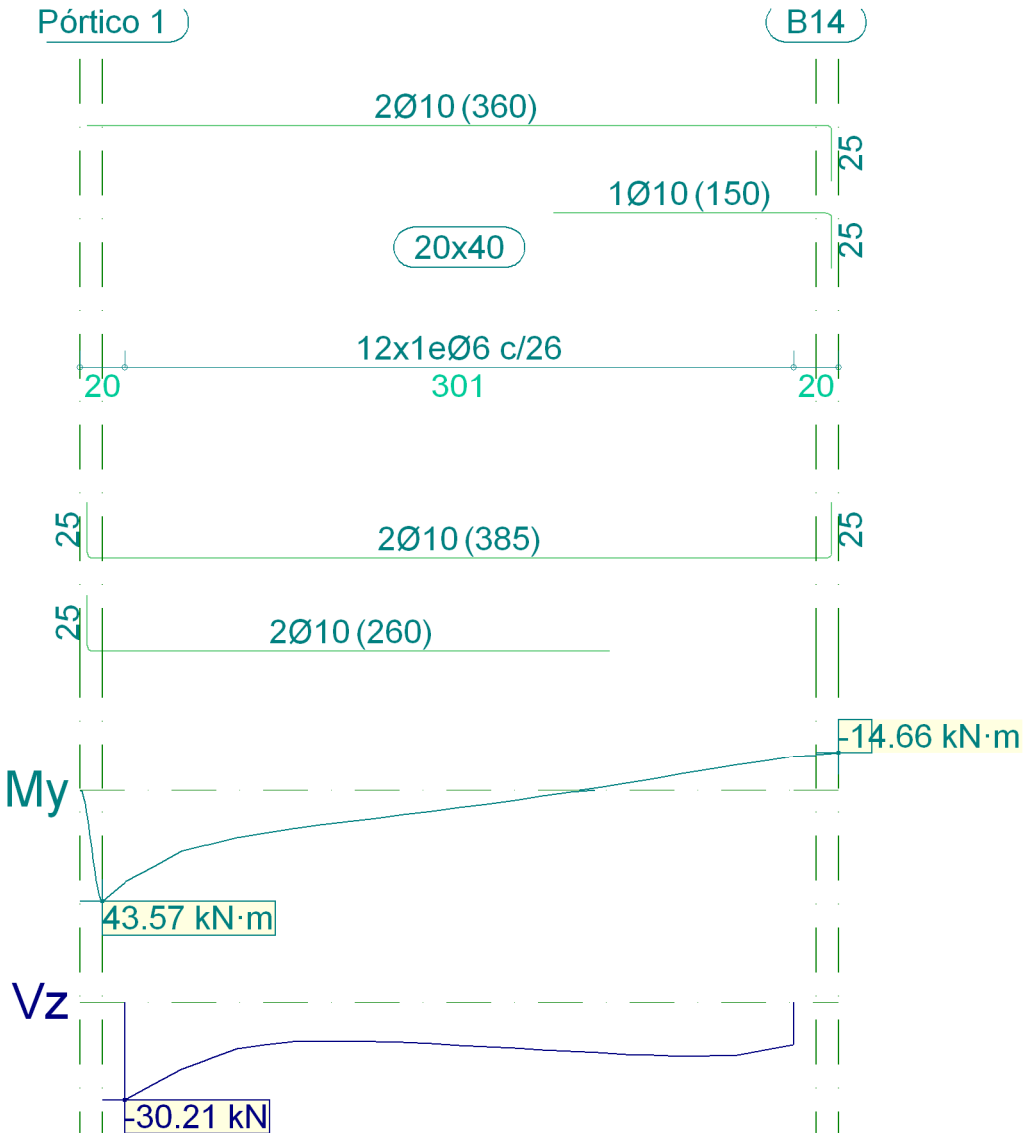 Pórtico 1
B14
2Ø10 (360)
25
1Ø10 (150)
25
20x40
12x1eØ6 c/26
20
301
20
25
2Ø10 (385)
25
25
2Ø10 (260)
-14.66 kN·m
My
43.57 kN·m
Vz
-30.21 kN